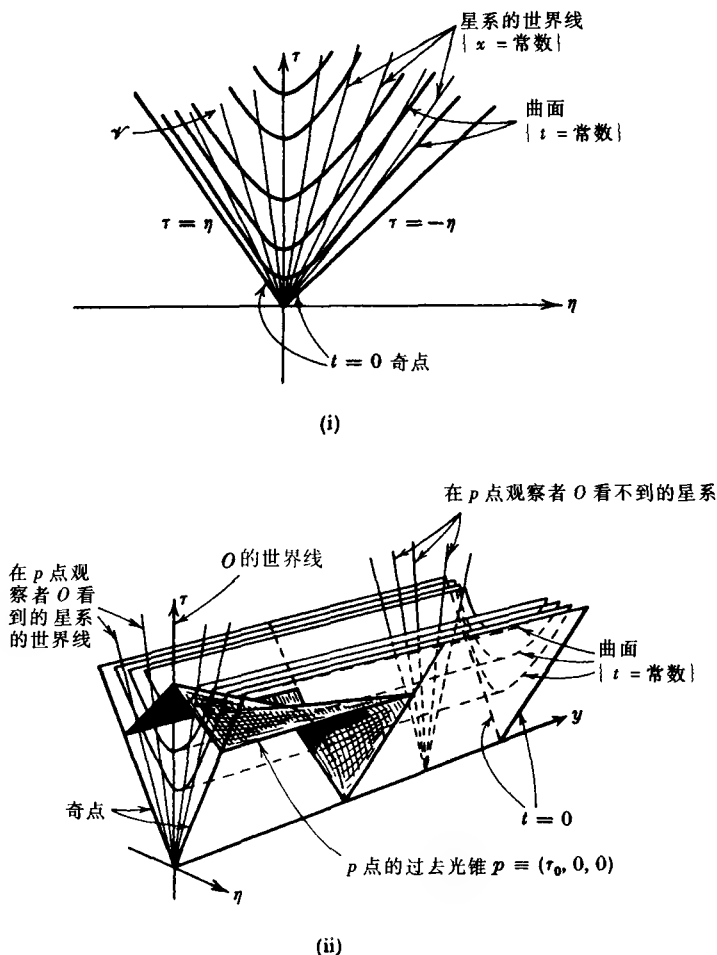 星系的世界线
{ x = 常数}
τ
曲面
{ t = 常数}
𝒱
τ = η
τ = -η
η
t = 0 奇点
(i)
在 p 点观察者 O 看不到的星系
O 的世界线
在 p 点观
察者 O 看
到的星系
的世界线
τ
曲面
{ t = 常数}
y
奇点
t = 0
p 点的过去光锥 p ≡ (τ₀, 0, 0)
η
(ii)